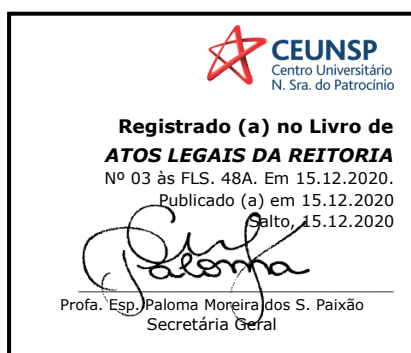 CEUNSP
Centro Universitário
N. Sra. do Patrocínio
Registrado (a) no Livro de
ATOS LEGAIS DA REITORIA
Nº 03 às FLS. 48A. Em 15.12.2020.
Publicado (a) em 15.12.2020
Salto, 15.12.2020
Paloma
Profa. Esp. Paloma Moreira dos S. Paixão
Secretária Geral